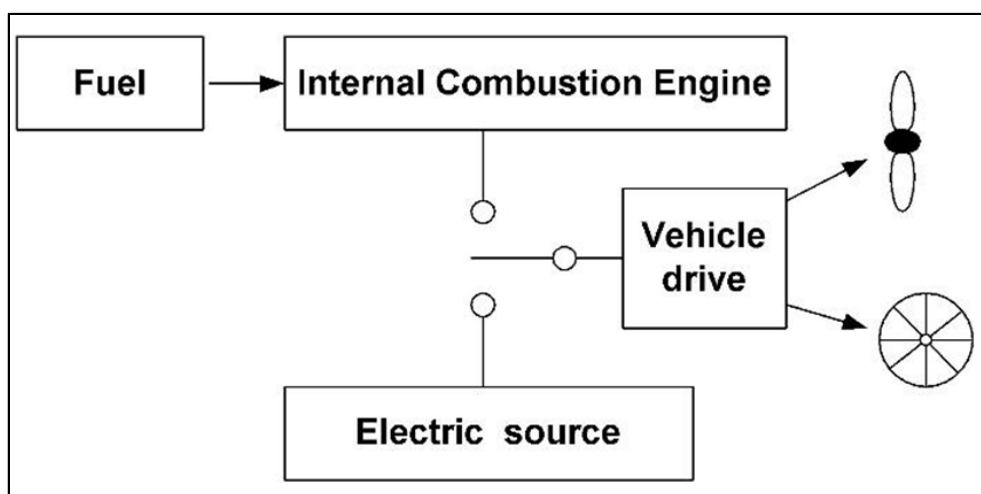 Fuel
Internal Combustion Engine
Vehicle
drive
Electric source